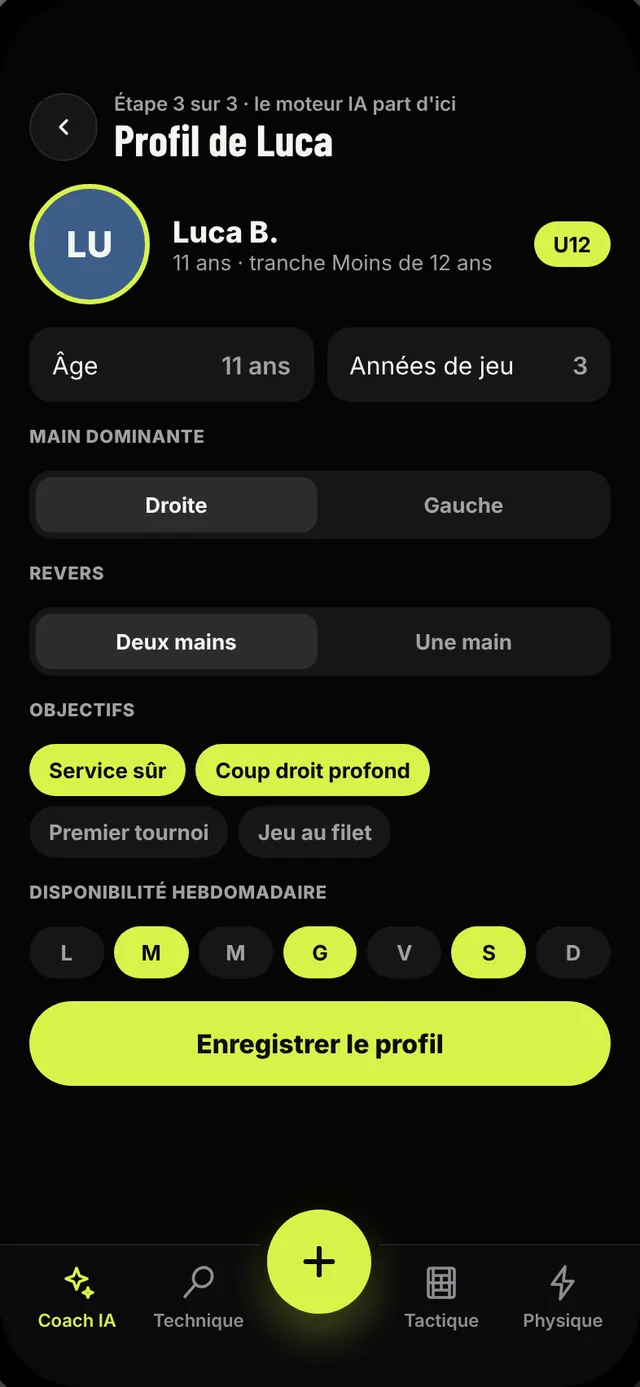 Étape 3 sur 3 · le moteur IA part d'ici
Profil de Luca
LU
Luca B.
11 ans · tranche Moins de 12 ans
U12
Âge 11 ans
Années de jeu 3
MAIN DOMINANTE
Droite Gauche
REVERS
Deux mains Une main
OBJECTIFS
Service sûr Coup droit profond
Premier tournoi Jeu au filet
DISPONIBILITÉ HEBDOMADAIRE
L M M G V S D
Enregistrer le profil
Coach IA Technique Tactique Physique